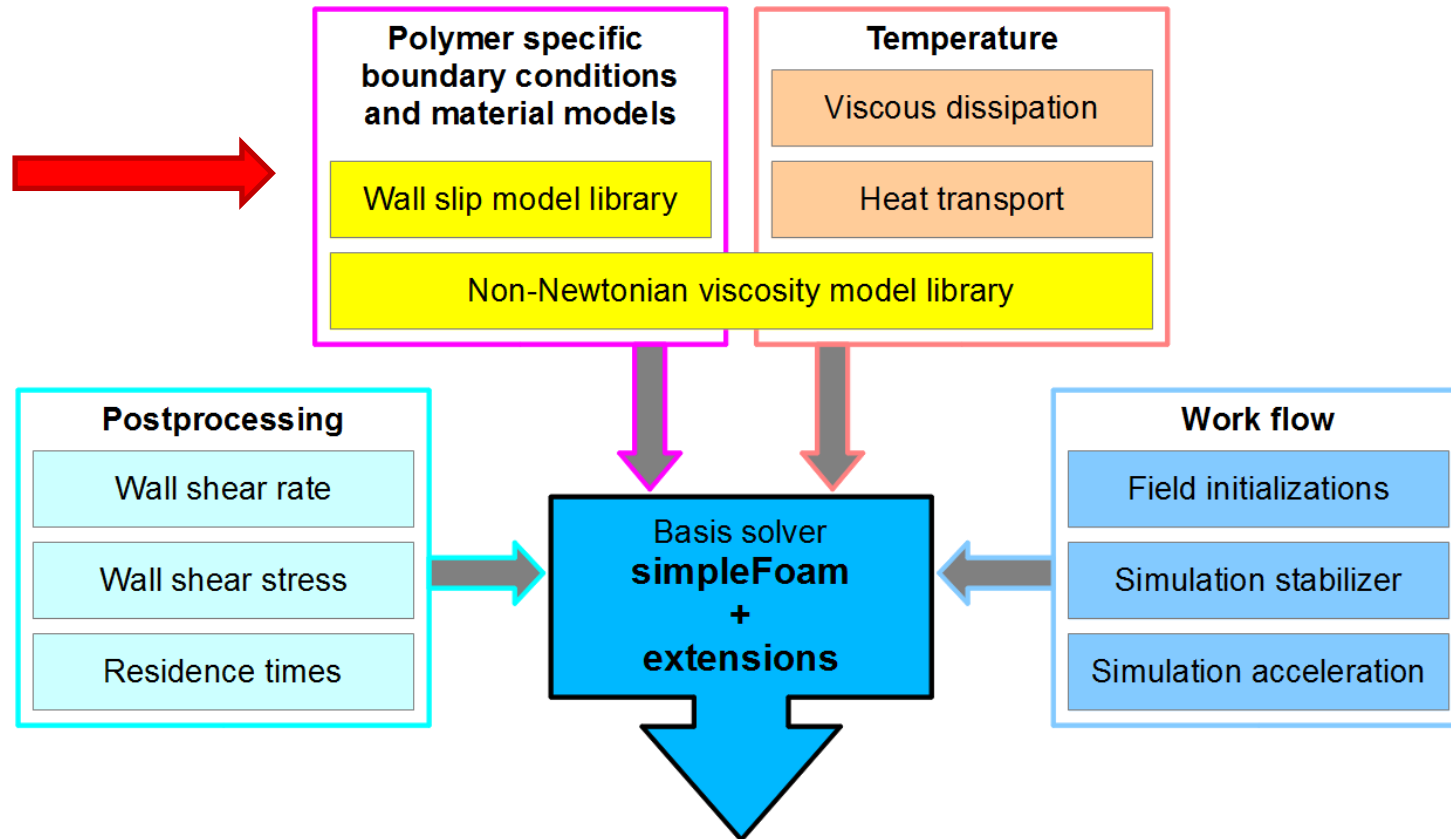 Polymer specific
boundary conditions
and material models
Wall slip model library
Temperature
Viscous dissipation
Heat transport
Non-Newtonian viscosity model library
Postprocessing
Wall shear rate
Wall shear stress
Residence times
Basis solver
simpleFoam
+
extensions
Work flow
Field initializations
Simulation stabilizer
Simulation acceleration